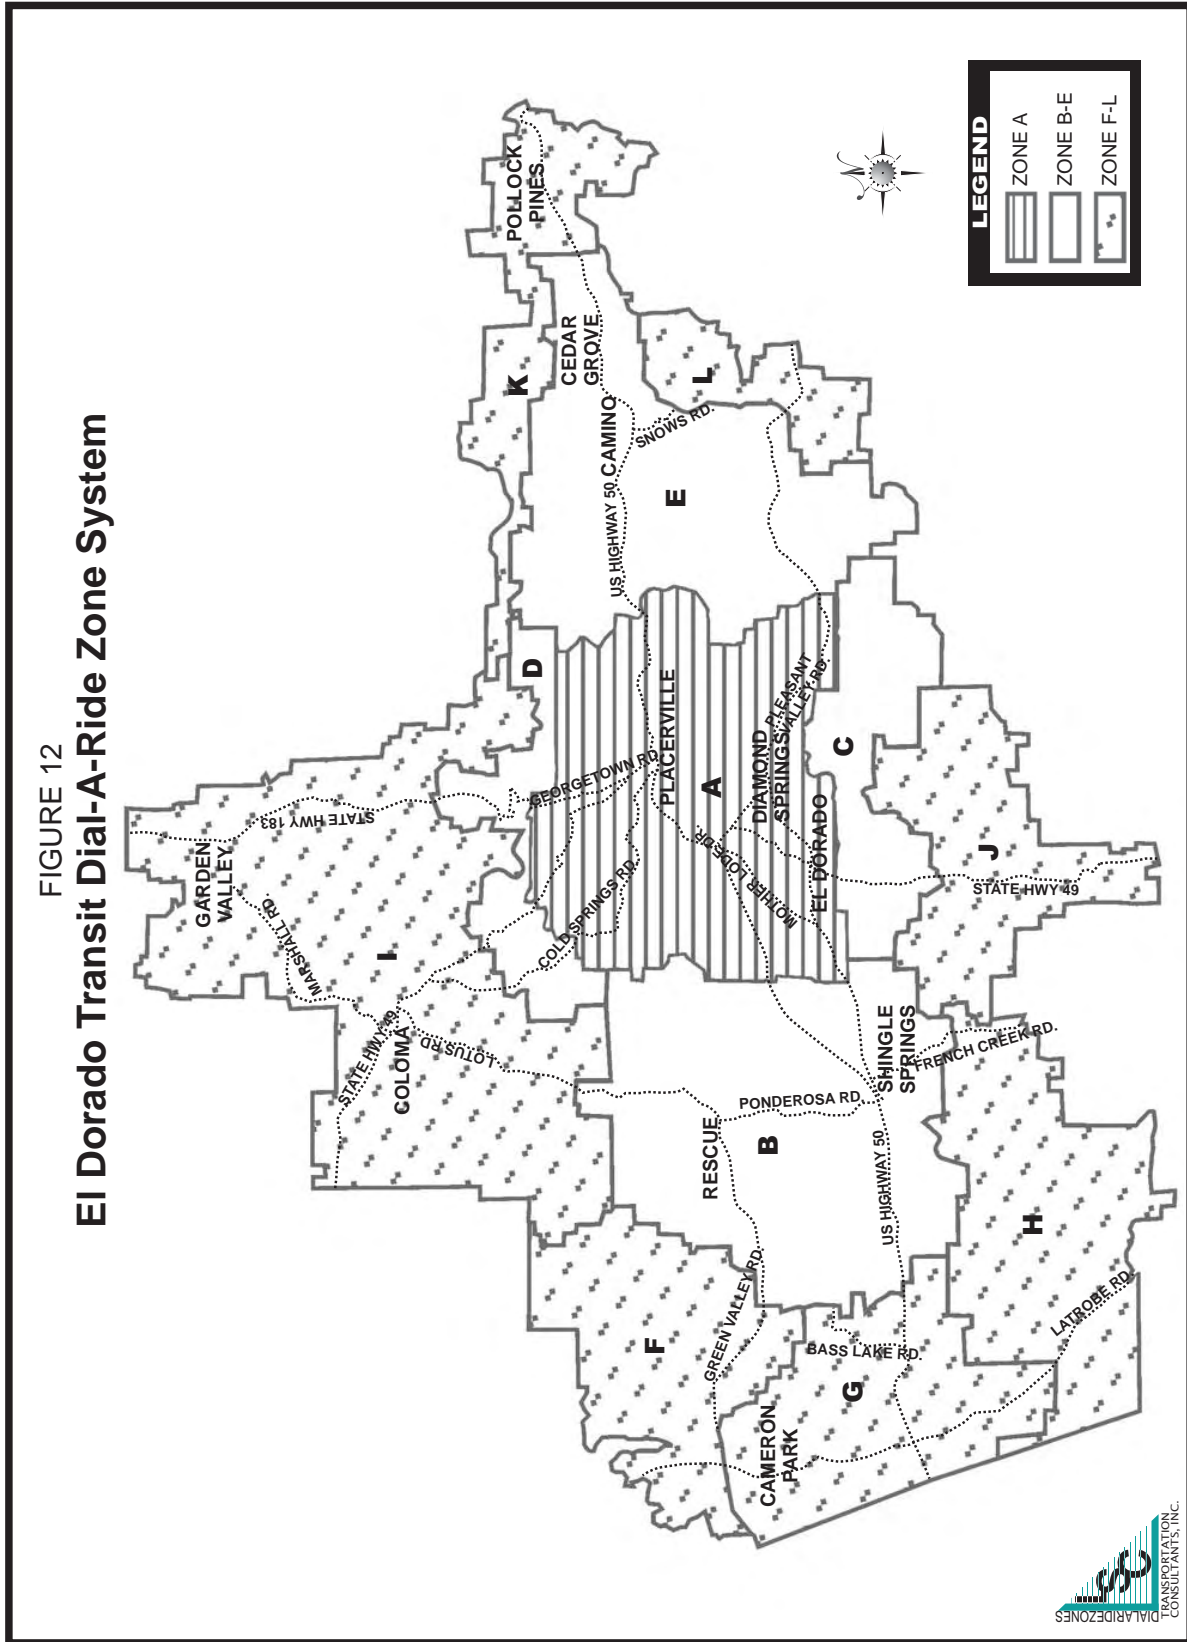 FIGURE 12
El Dorado Transit Dial-A-Ride Zone System
GARDEN
VALLEY
STATE HWY 183
MARSHALL RD
I
STATE HWY 49
COLOMA
LOTUS RD
K
POLLOCK
PINES
CEDAR
GROVE
D
GEORGETOWN RD
COLD SPRINGS RD.
US HIGHWAY 50
CAMINO
SNOWS RD.
L
E
F
GREEN VALLEY RD.
RESCUE
B
PONDEROSA RD
PLACERVILLE
A
MOTHER LODE DR
DIAMOND
SPRINGS
PLEASANT
VALLEY RD.
EL DORADO
C
CAMERON
PARK
G
BASS LAKE RD.
US HIGHWAY 50
SHINGLE
SPRINGS
FRENCH CREEK RD.
H
LATROBE RD.
J
STATE HWY 49
N
LEGEND
ZONE A
ZONE B-E
ZONE F-L
DIALARIDEZONES
LSC
TRANSPORTATION
CONSULTANTS, INC.